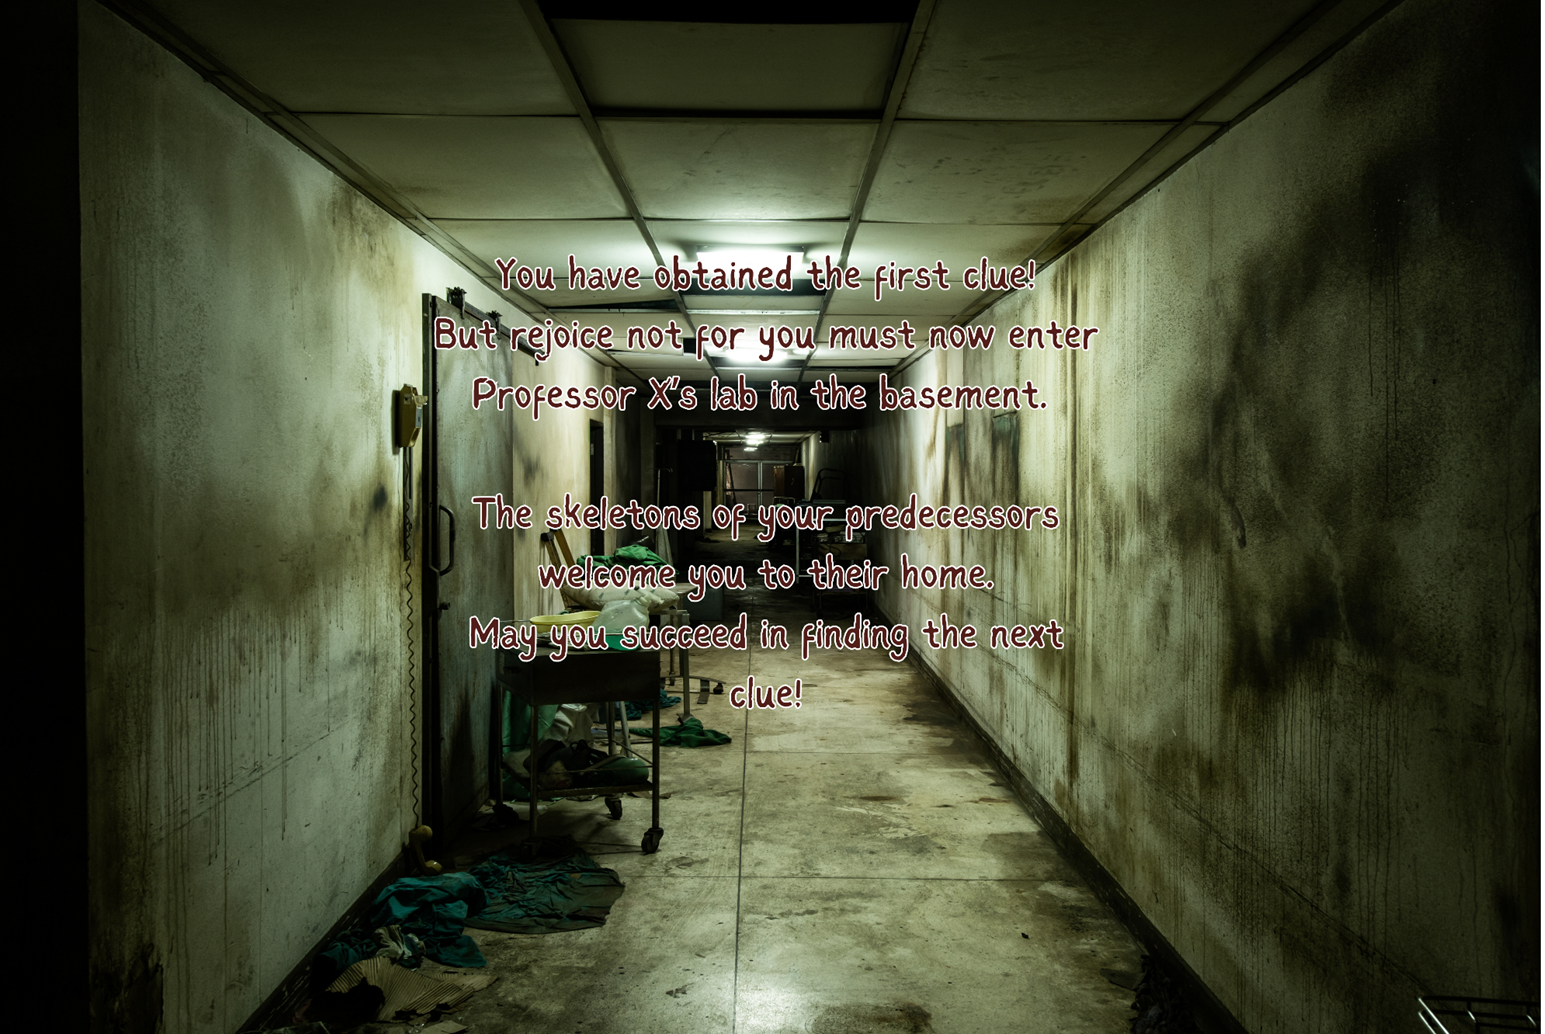 You have obtained the first clue!
But rejoice not for you must now enter
Professor X's lab in the basement.
The skeletons of your predecessors
welcome you to their home.
May you succeed in finding the next
clue!